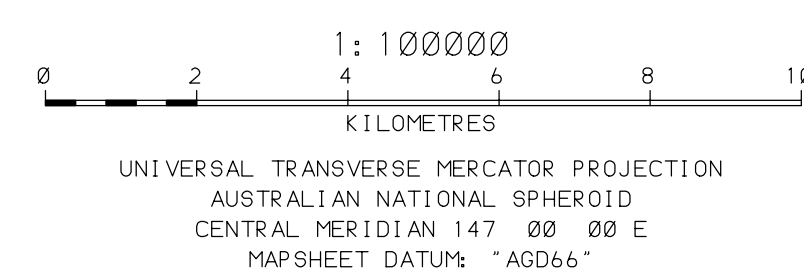 1: 100000
0 2 4 6 8 10
KILOMETRES
UNIVERSAL TRANSVERSE MERCATOR PROJECTION
AUSTRALIAN NATIONAL SPHEROID
CENTRAL MERIDIAN 147 00 00 E
MAPSHEET DATUM: "AGD66"